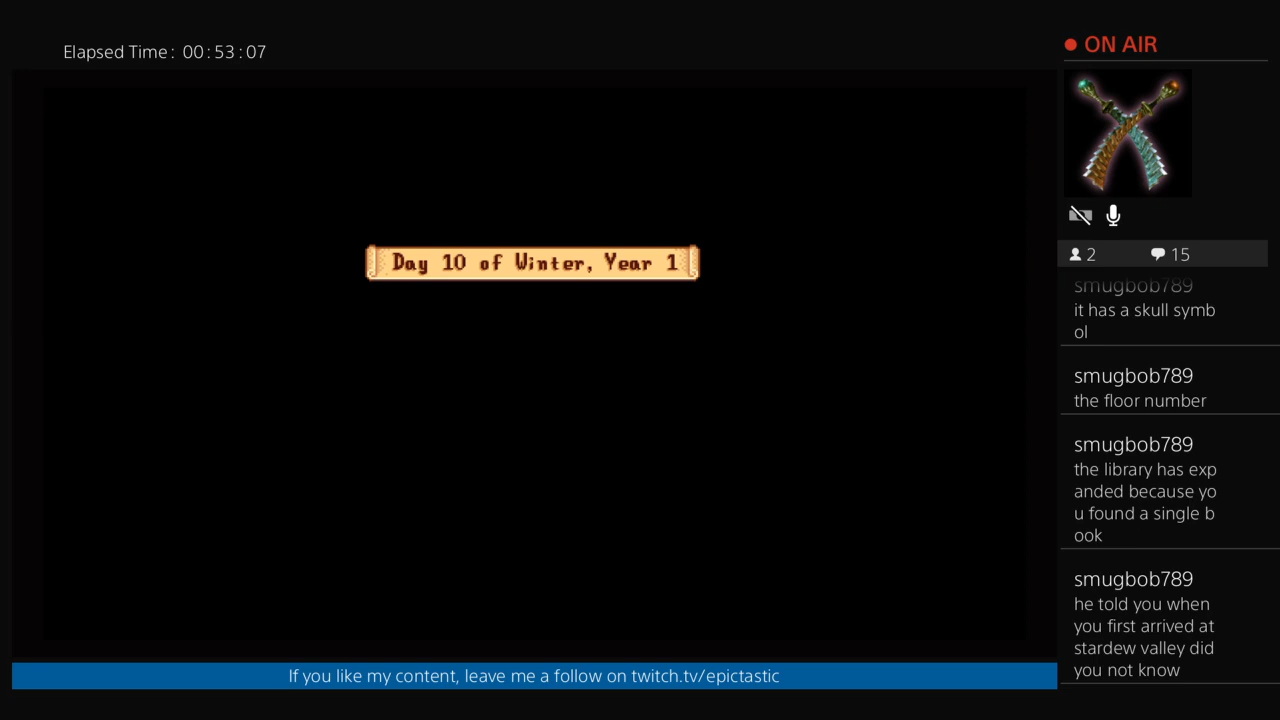 Elapsed Time: 00:53:07
ON AIR
Day 10 of Winter, Year 1
2 15
smugbob789
it has a skull symb
ol
smugbob789
the floor number
smugbob789
the library has exp
anded because yo
u found a single b
ook
smugbob789
he told you when
you first arrived at
stardew valley did
you not know
If you like my content, leave me a follow on twitch.tv/epictastic